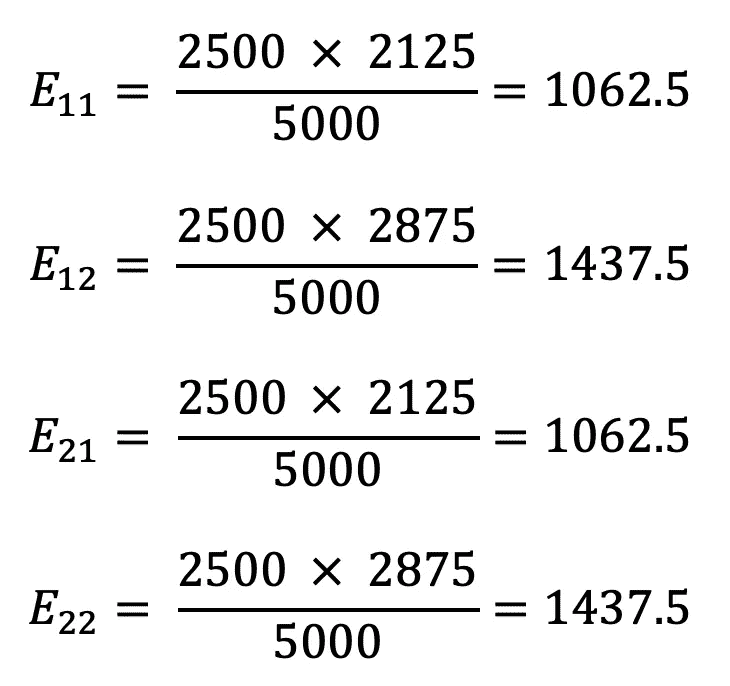 E₁₁ = 2500 × 2125 / 5000 = 1062.5
E₁₂ = 2500 × 2875 / 5000 = 1437.5
E₂₁ = 2500 × 2125 / 5000 = 1062.5
E₂₂ = 2500 × 2875 / 5000 = 1437.5